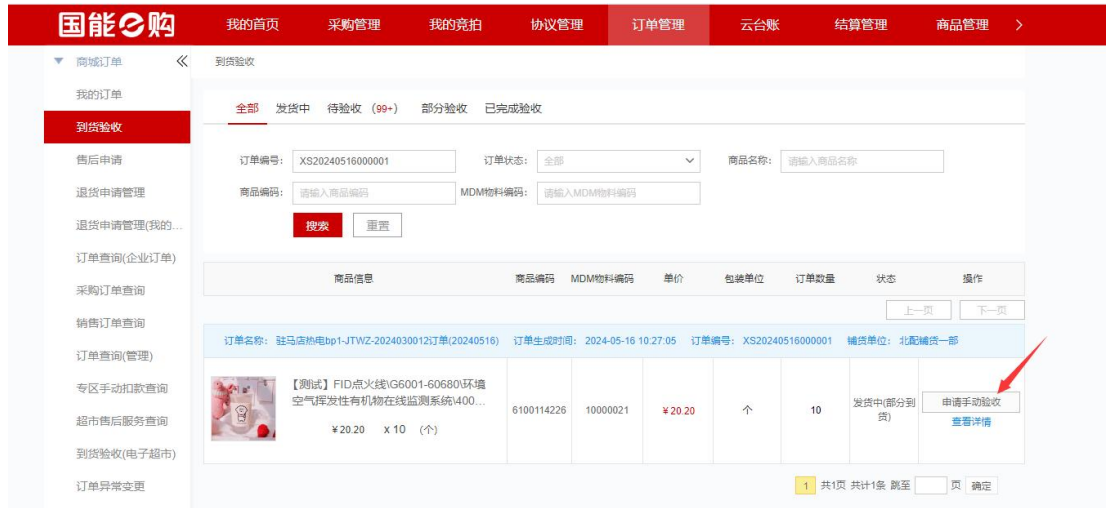 国能e购 我的首页 采购管理 我的竞拍 协议管理 订单管理 云台账 结算管理 商品管理
商城订单
到货验收
我的订单
到货验收
售后申请
退货申请管理
退货申请管理(我的...
订单查询(企业订单)
采购订单查询
销售订单查询
订单查询(管理)
专区手动扣款查询
超市售后服务查询
到货验收(电子超市)
订单异常变更
全部 发货中 待验收 (99+) 部分验收 已完成验收
订单编号: XS20240516000001 订单状态: 全部 商品名称: 请输入商品名称
商品编码: 请输入商品编码 MDM物料编码: 请输入MDM物料编码
搜索 重置
商品信息 商品编码 MDM物料编码 单价 包装单位 订单数量 状态 操作
上一页 下一页
订单名称: 驻马店热电bp1-JTWZ-2024030012订单(20240516) 订单生成时间: 2024-05-16 10:27:05 订单编号: XS20240516000001 铺货单位: 北配铺货一部
【测试】FID点火线\G6001-60680\环境
空气挥发性有机物在线监测系统\400...
¥20.20 x 10 (个)
6100114226 10000021 ¥20.20 个 10
发货中(部分到
货)
申请手动验收
查看详情
1 共1页 共计1条 跳至 页 确定